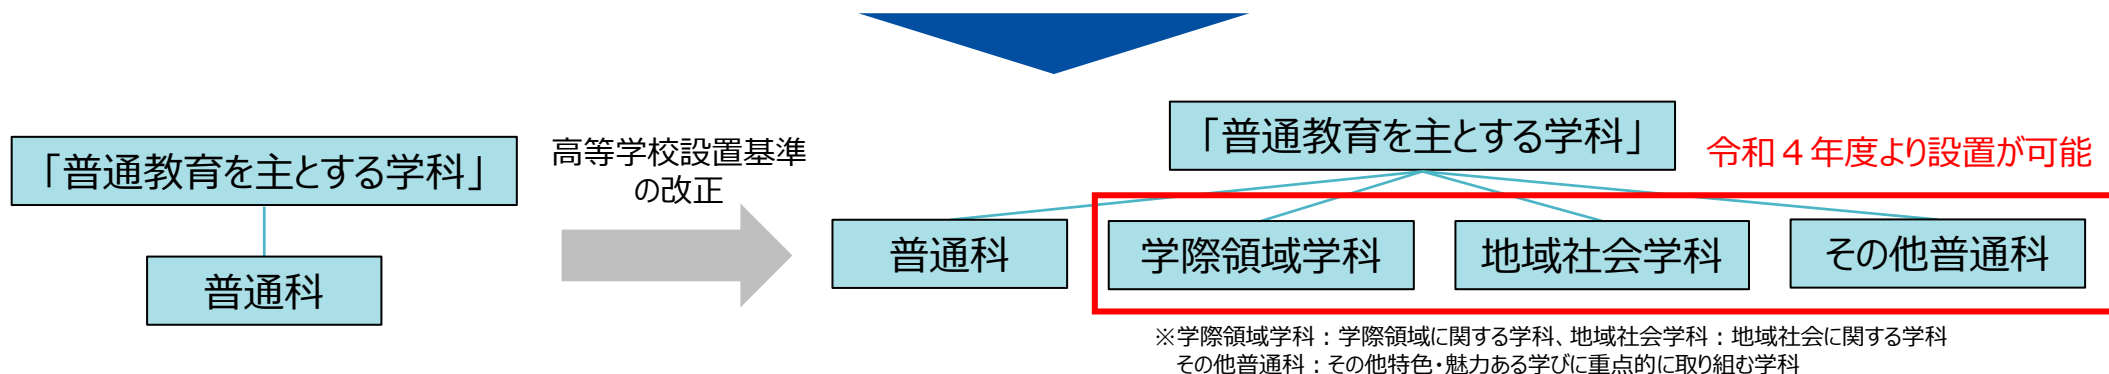 「普通教育を主とする学科」
普通科
高等学校設置基準
の改正
「普通教育を主とする学科」
令和４年度より設置が可能
普通科
学際領域学科
地域社会学科
その他普通科
※学際領域学科：学際領域に関する学科、地域社会学科：地域社会に関する学科
その他普通科：その他特色・魅力ある学びに重点的に取り組む学科